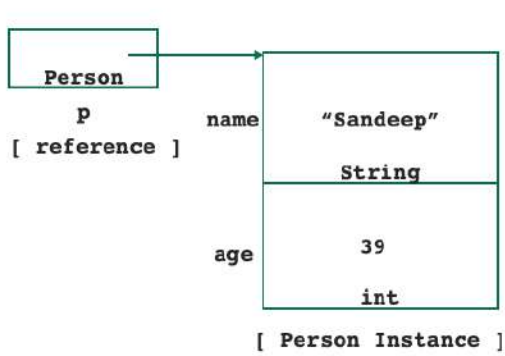 Person
p
[ reference ]
name
“Sandeep”
String
age
39
int
[ Person Instance ]